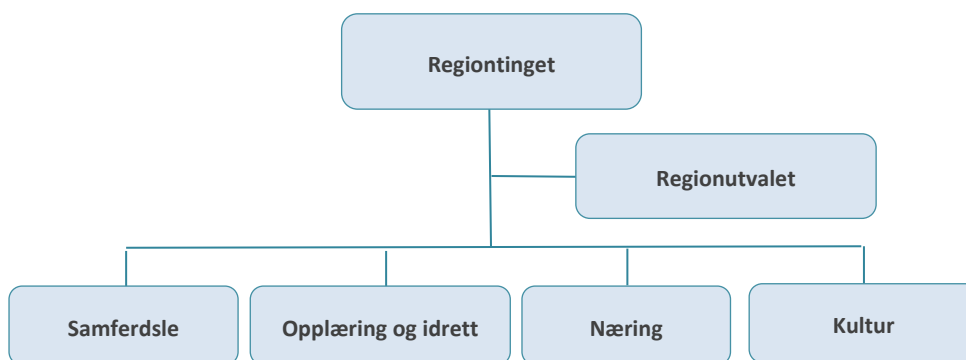 Regiontinget
Regionutvalet
Samferdsle
Opplæring og idrett
Næring
Kultur